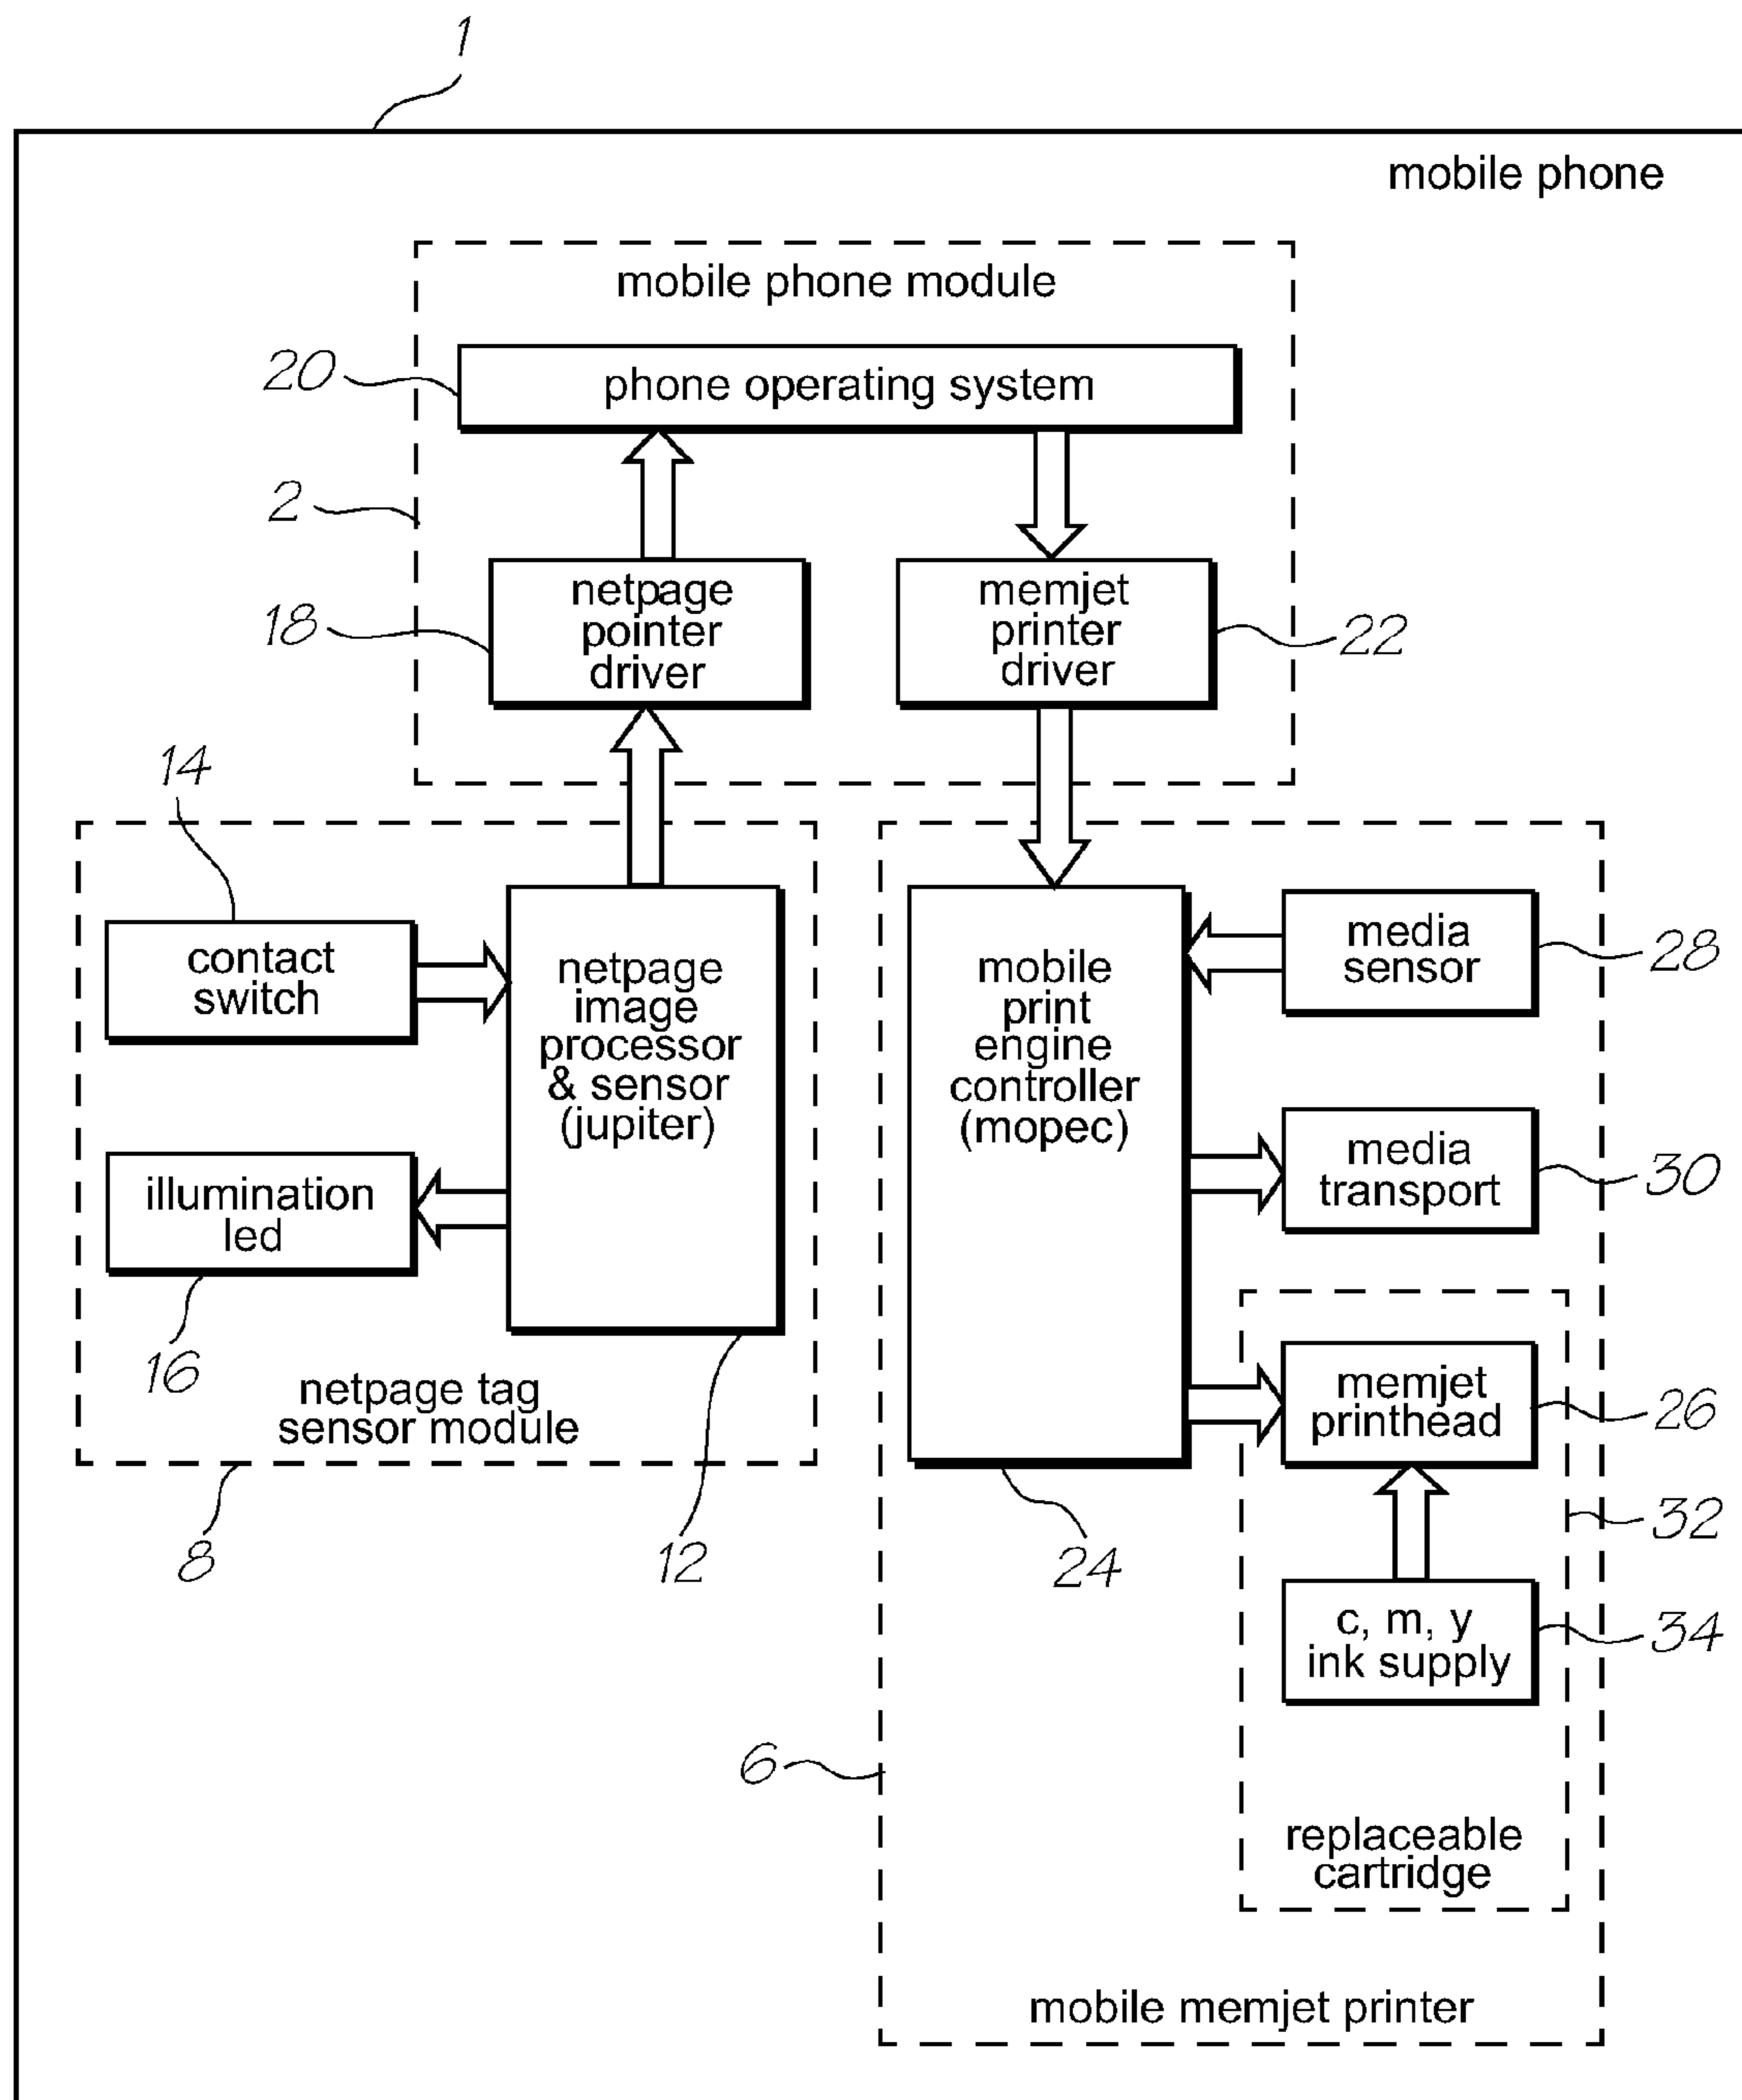 1
mobile phone
mobile phone module
20
phone operating system
2
18
netpage
pointer
driver
memjet
printer
driver
22
14
contact
switch
netpage
image
processor
& sensor
(jupiter)
illumination
led
16
netpage tag
sensor module
8
12
mobile
print
engine
controller
(mopec)
media
sensor
28
media
transport
30
memjet
printhead
26
32
24
c, m, y
ink supply
34
6
replaceable
cartridge
mobile memjet printer